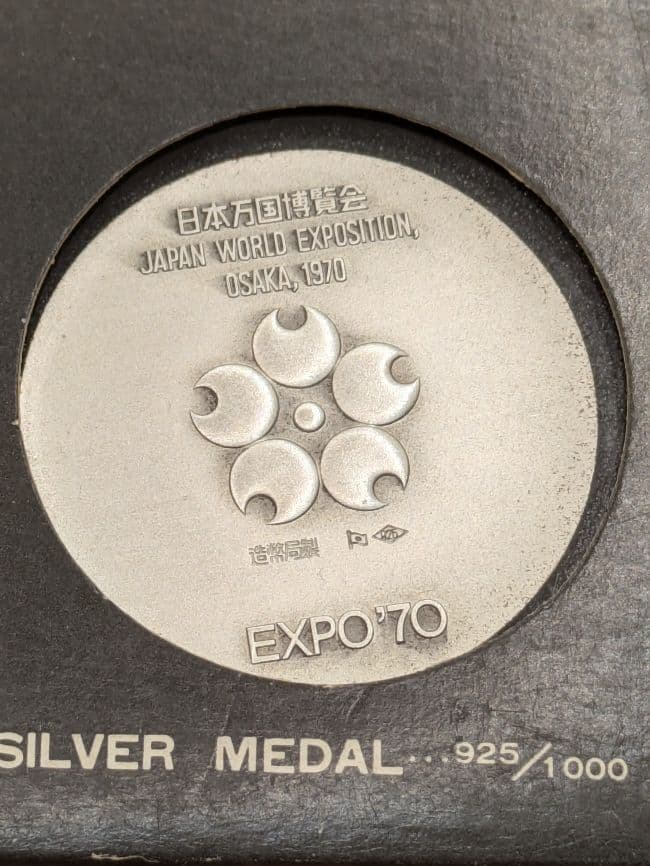 日本万国博覧会
JAPAN WORLD EXPOSITION,
OSAKA, 1970
造幣局製
EXPO'70
SILVER MEDAL...925/1000